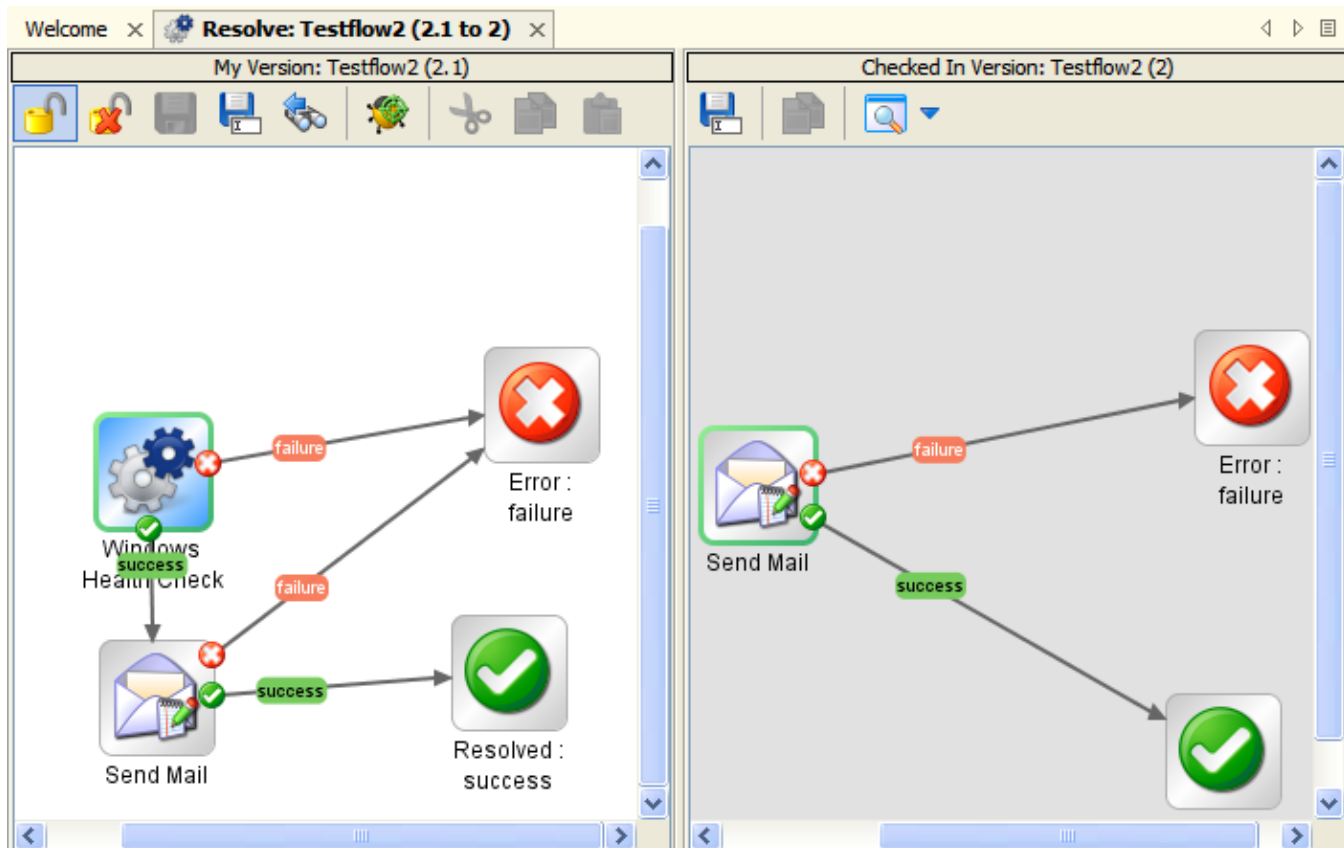 Welcome
Resolve: Testflow2 (2.1 to 2)
My Version: Testflow2 (2.1)
Checked In Version: Testflow2 (2)
failure
Error :
failure
Windows
success
Health Check
failure
success
Send Mail
Resolved :
success
failure
Error :
failure
Send Mail
success